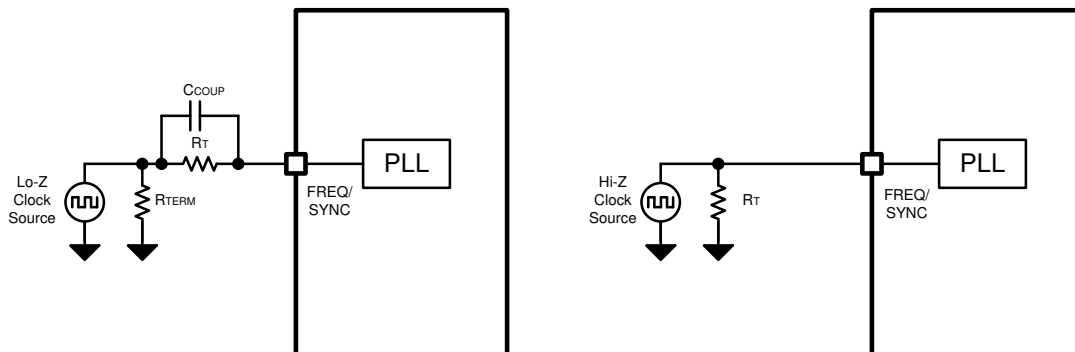 CCOUP
RT
PLL
Lo-Z
Clock
Source
RTERM
FREQ/
SYNC
Hi-Z
Clock
Source
RT
PLL
FREQ/
SYNC